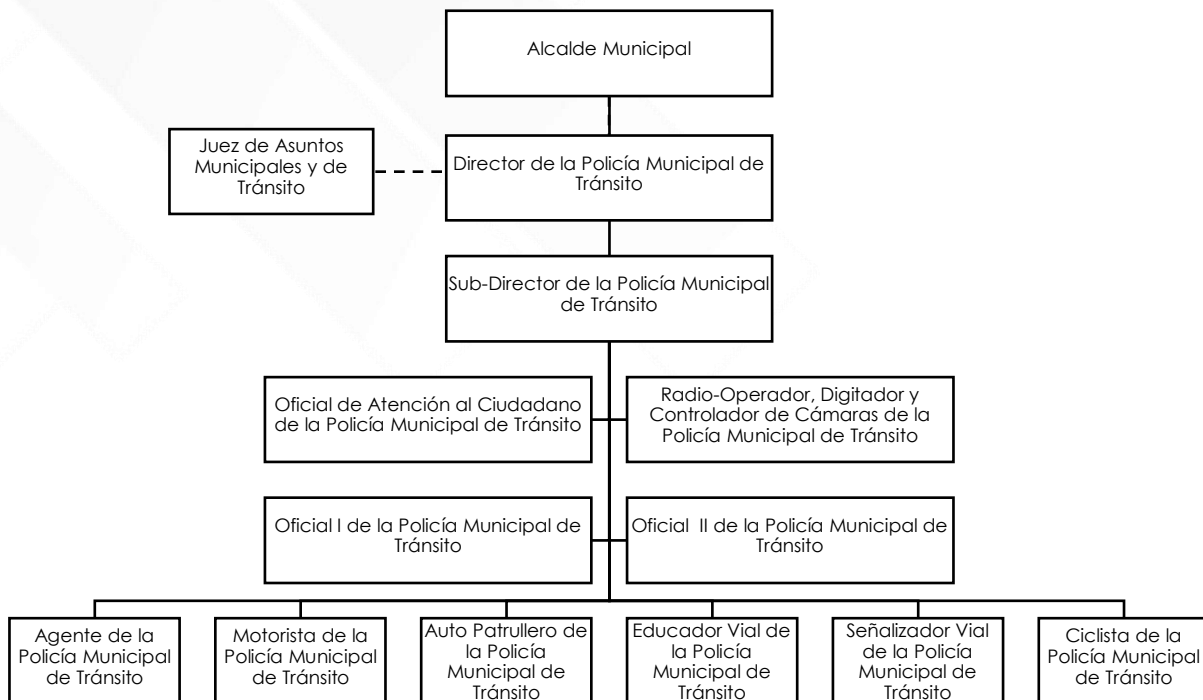 Alcalde Municipal
Juez de Asuntos
Municipales y de
Tránsito
Director de la Policía Municipal de
Tránsito
Sub-Director de la Policía Municipal
de Tránsito
Oficial de Atención al Ciudadano
de la Policía Municipal de Tránsito
Radio-Operador, Digitador y
Controlador de Cámaras de la
Policía Municipal de Tránsito
Oficial I de la Policía Municipal de
Tránsito
Oficial II de la Policía Municipal de
Tránsito
Agente de la
Policía Municipal
de Tránsito
Motorista de la
Policía Municipal
de Tránsito
Auto Patrullero de
la Policía
Municipal de
Tránsito
Educador Vial de
la Policía
Municipal de
Tránsito
Señalizador Vial
de la Policía
Municipal de
Tránsito
Ciclista de la
Policía Municipal
de Tránsito